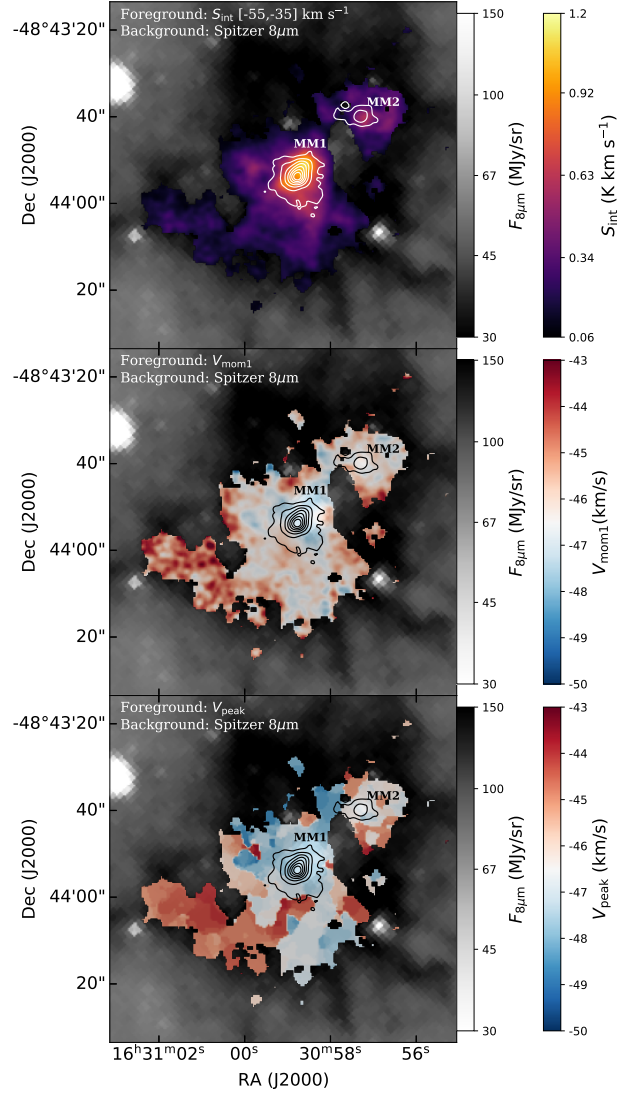 Foreground: S_int [-55,-35] km s⁻¹
Background: Spitzer 8μm
MM2
MM1
-48°43'20"
40"
44'00"
20"
Dec (J2000)
150
100
67
45
30
F_8μm (MJy/sr)
1.2
0.92
0.63
0.34
0.06
S_int (K km s⁻¹)
Foreground: V_mom1
Background: Spitzer 8μm
MM2
MM1
-48°43'20"
40"
44'00"
20"
Dec (J2000)
150
100
67
45
30
F_8μm (MJy/sr)
-43
-44
-45
-46
-47
-48
-49
-50
V_mom1(km/s)
Foreground: V_peak
Background: Spitzer 8μm
MM2
MM1
-48°43'20"
40"
44'00"
20"
Dec (J2000)
150
100
67
45
30
F_8μm (MJy/sr)
-43
-44
-45
-46
-47
-48
-49
-50
V_peak (km/s)
16ʰ31ᵐ02ˢ 00ˢ 30ᵐ58ˢ 56ˢ
RA (J2000)